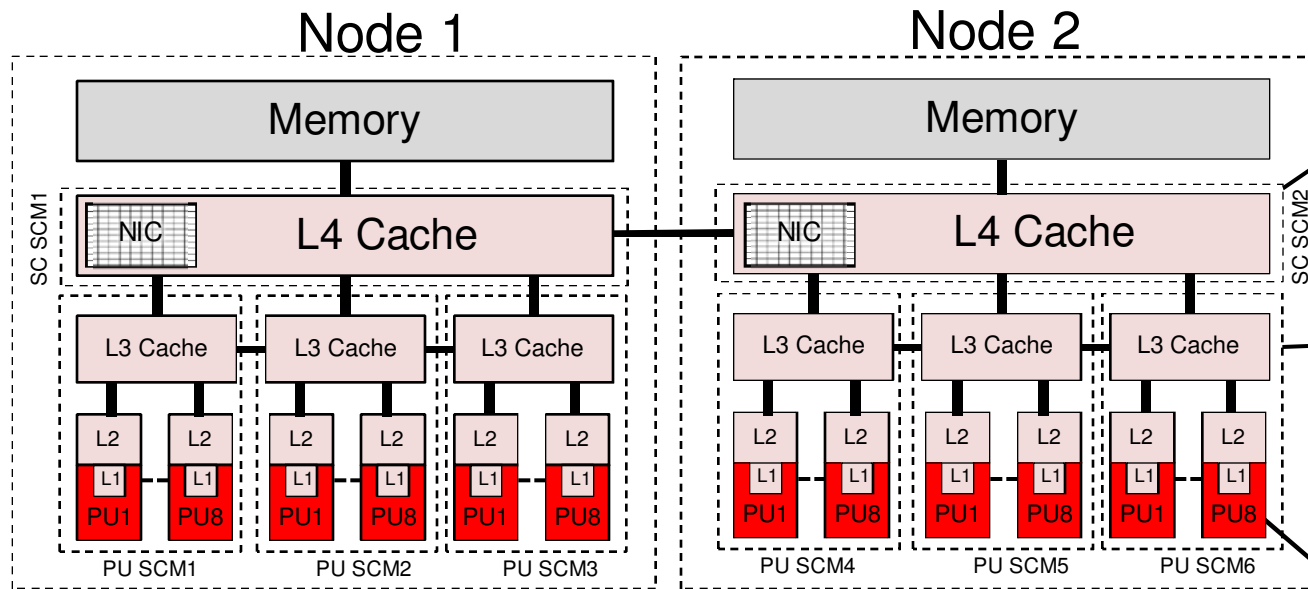 Node 1
Memory
SC SCM1
NIC
L4 Cache
L3 Cache
L3 Cache
L3 Cache
L2
L2
L2
L2
L2
L2
L1
L1
L1
L1
L1
L1
PU1
PU8
PU1
PU8
PU1
PU8
PU SCM1
PU SCM2
PU SCM3
Node 2
Memory
NIC
L4 Cache
SC SCM2
L3 Cache
L3 Cache
L3 Cache
L2
L2
L2
L2
L2
L2
L1
L1
L1
L1
L1
L1
PU1
PU8
PU1
PU8
PU1
PU8
PU SCM4
PU SCM5
PU SCM6